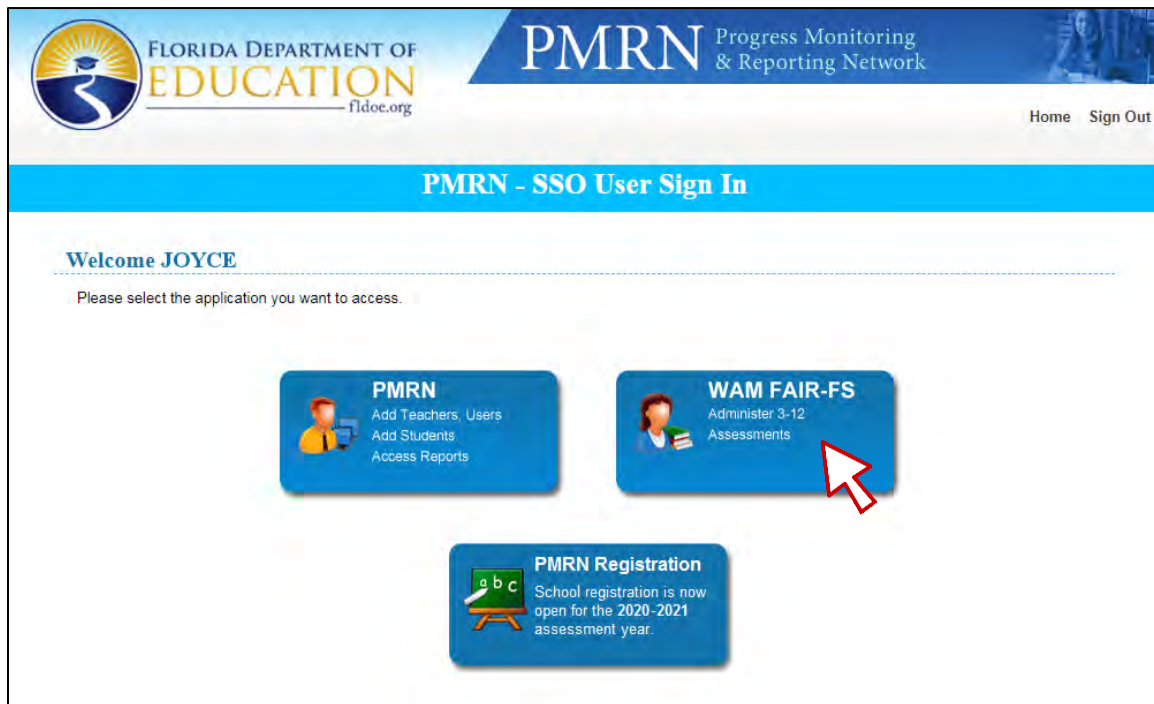 FLORIDA DEPARTMENT OF
EDUCATION
fldoe.org
PMRN Progress Monitoring
& Reporting Network
Home Sign Out
PMRN - SSO User Sign In
Welcome JOYCE
Please select the application you want to access.
PMRN
Add Teachers, Users
Add Students
Access Reports
WAM FAIR-FS
Administer 3-12
Assessments
PMRN Registration
a b c
School registration is now
open for the 2020-2021
assessment year.